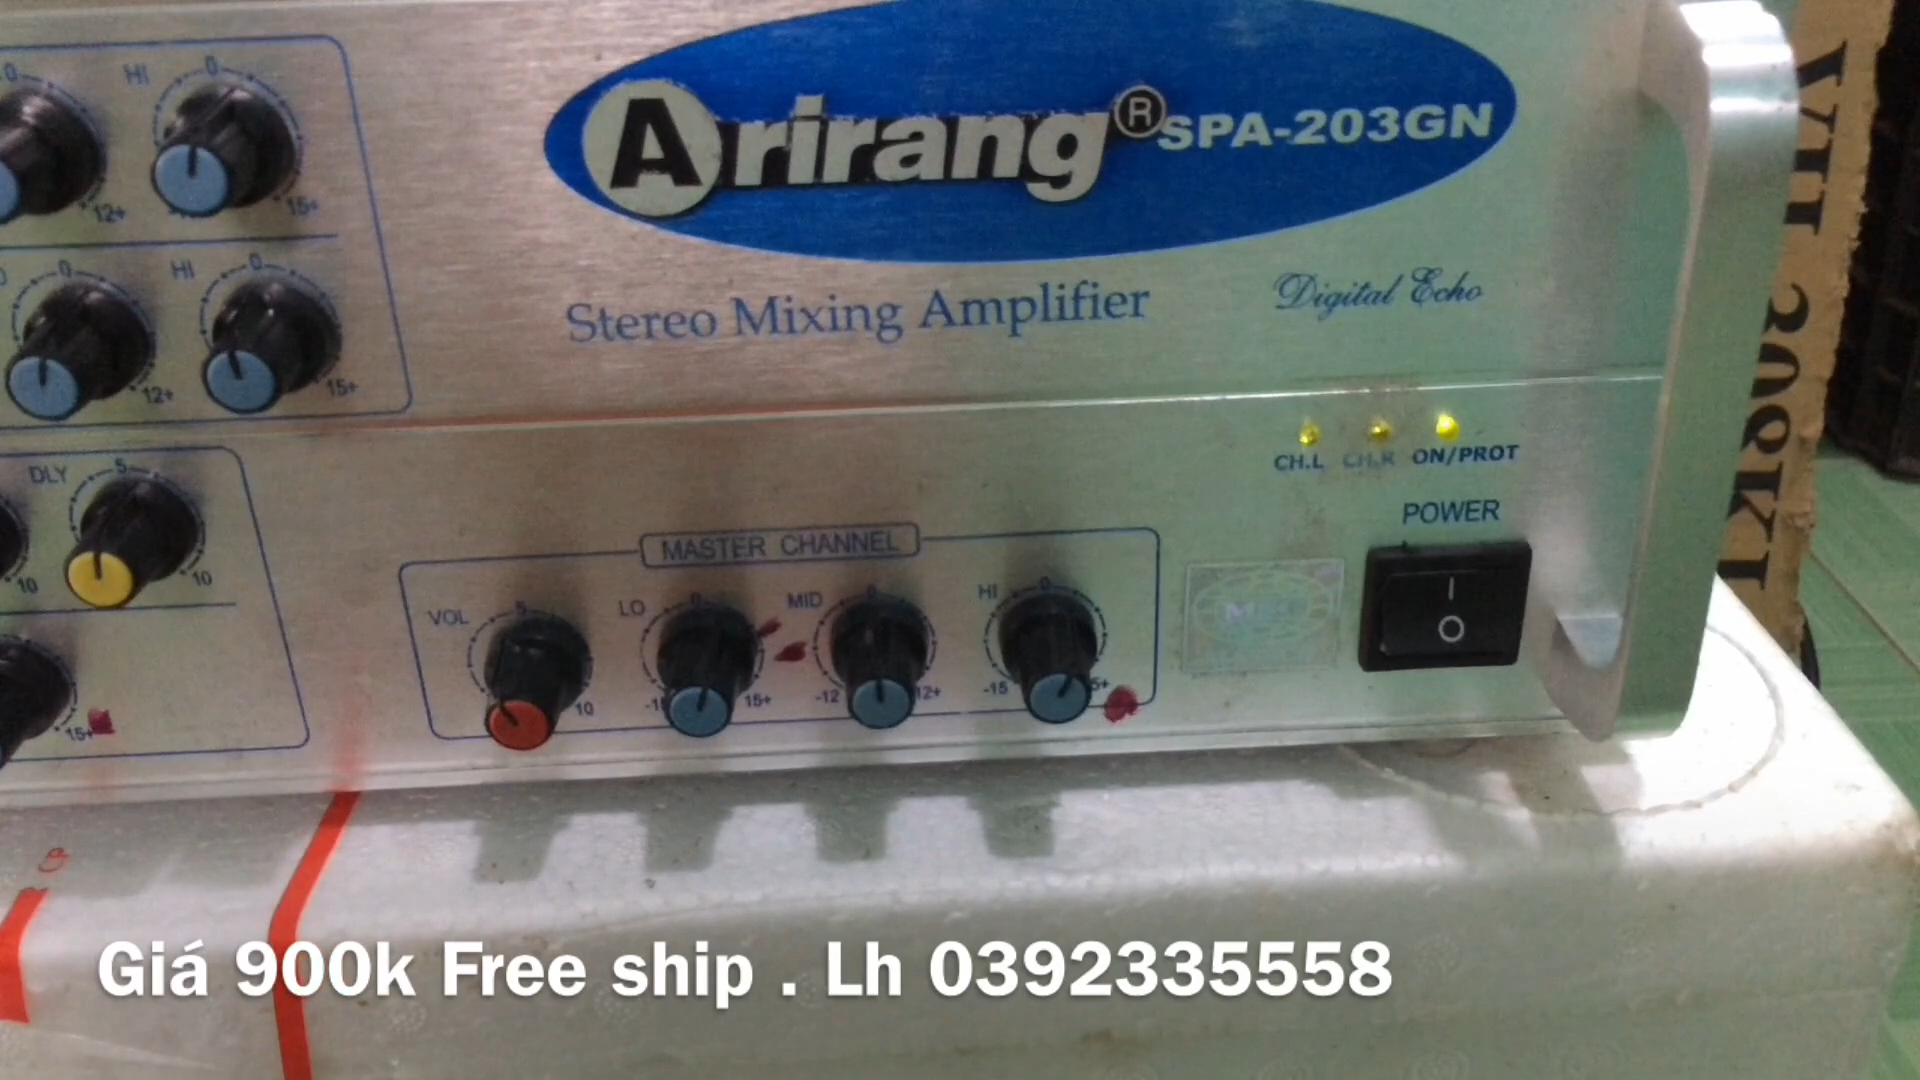 Arirang® SPA-203GN
Stereo Mixing Amplifier
Digital Echo
0 HI 0
12+ 15+
0 HI 0
12+ 15+
CH.L CH.R ON/PROT
POWER
DLY 5
10 10
15+
MASTER CHANNEL
VOL 5 LO 0 MID 0 HI 0
10 15+ -12 12+ -15
Giá 900k Free ship . Lh 0392335558